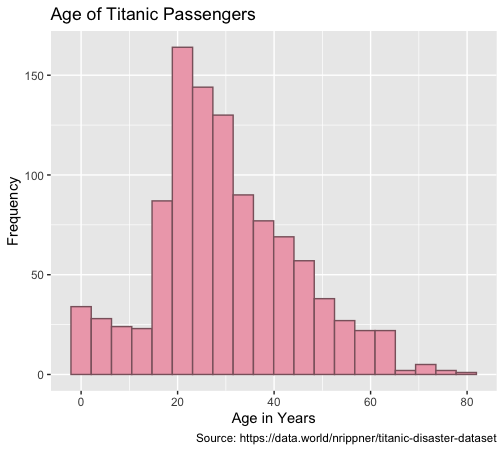 Age of Titanic Passengers
150
100
50
0
Frequency
0 20 40 60 80
Age in Years
Source: https://data.world/nrippner/titanic-disaster-dataset